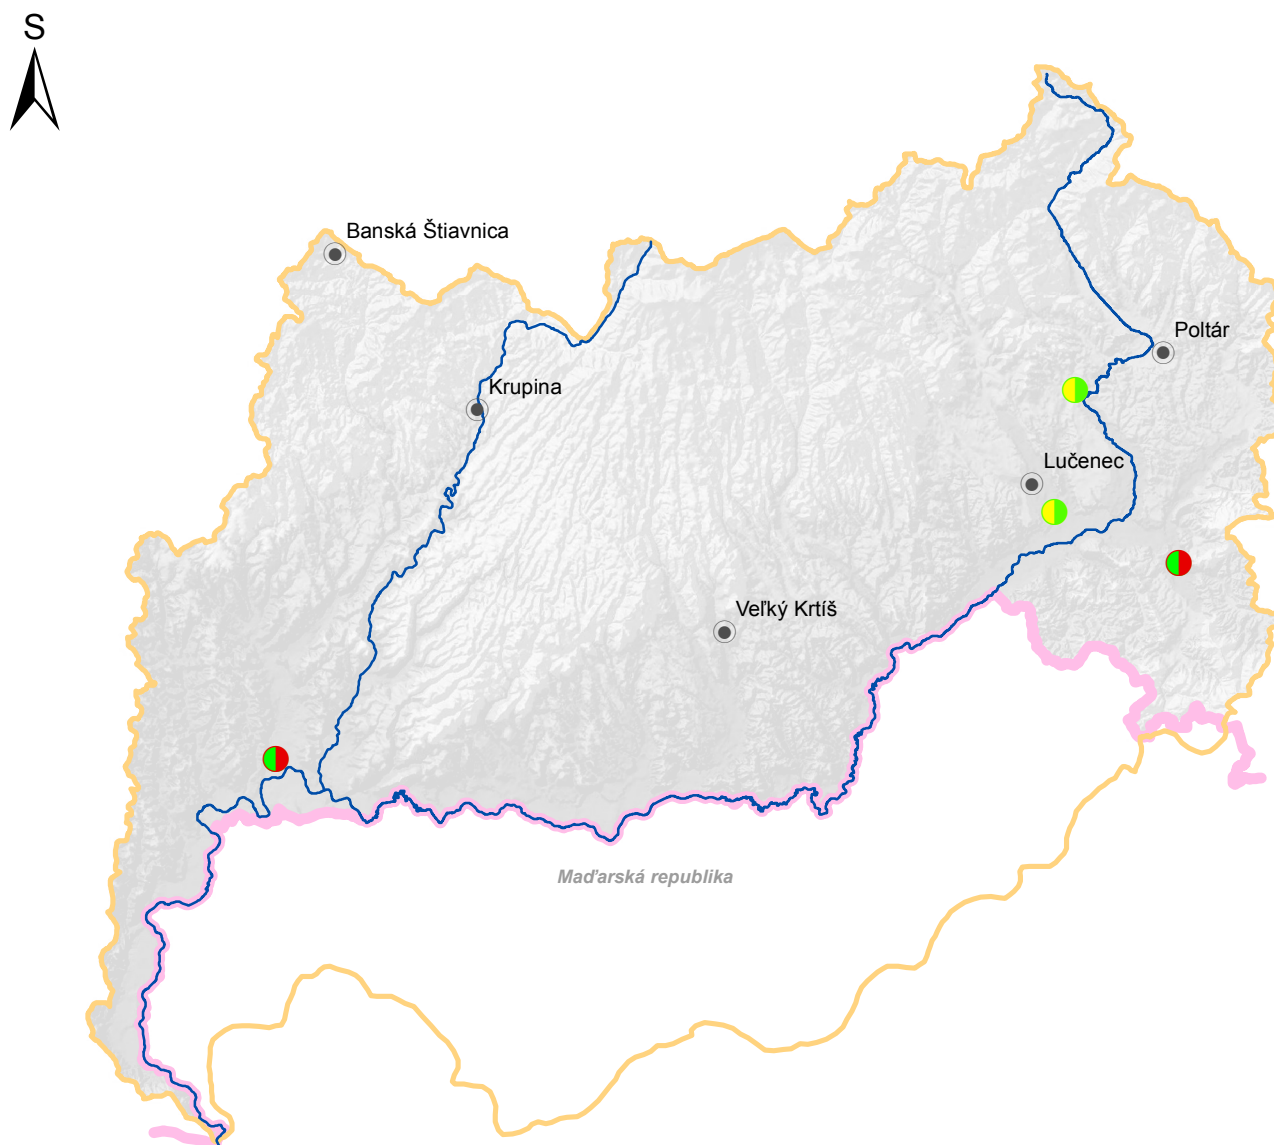 S
Banská Štiavnica
Poltár
Krupina
Lučenec
Veľký Krtíš
Maďarská republika